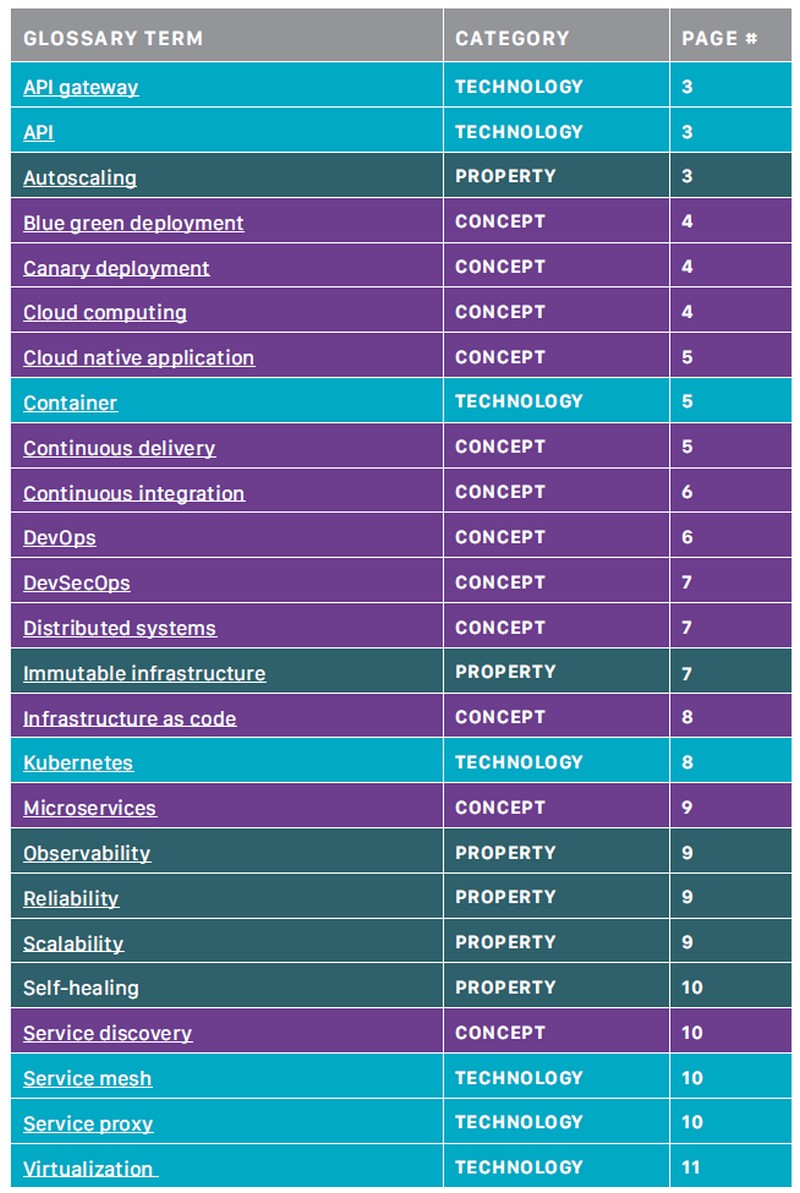 GLOSSARY TERM CATEGORY PAGE #
API gateway TECHNOLOGY 3
API TECHNOLOGY 3
Autoscaling PROPERTY 3
Blue green deployment CONCEPT 4
Canary deployment CONCEPT 4
Cloud computing CONCEPT 4
Cloud native application CONCEPT 5
Container TECHNOLOGY 5
Continuous delivery CONCEPT 5
Continuous integration CONCEPT 6
DevOps CONCEPT 6
DevSecOps CONCEPT 7
Distributed systems CONCEPT 7
Immutable infrastructure PROPERTY 7
Infrastructure as code CONCEPT 8
Kubernetes TECHNOLOGY 8
Microservices CONCEPT 9
Observability PROPERTY 9
Reliability PROPERTY 9
Scalability PROPERTY 9
Self-healing PROPERTY 10
Service discovery CONCEPT 10
Service mesh TECHNOLOGY 10
Service proxy TECHNOLOGY 10
Virtualization TECHNOLOGY 11